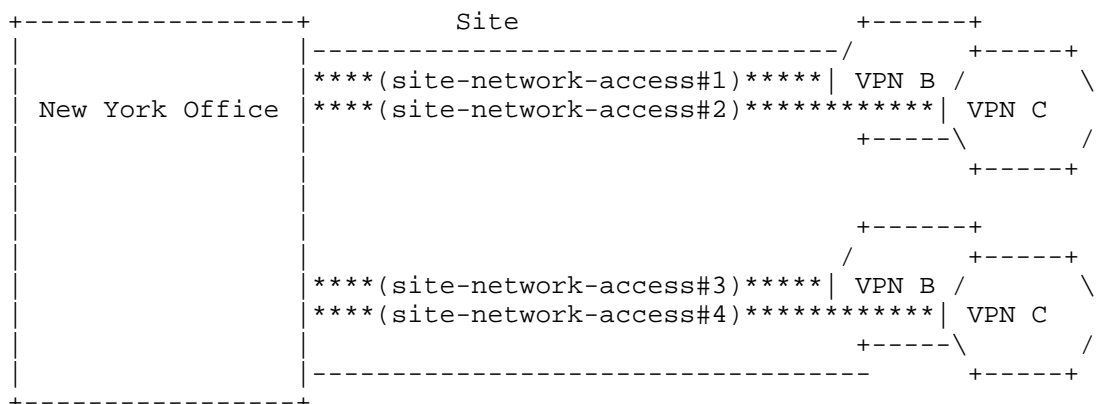 Site
****(site-network-access#1)*****| VPN B
New York Office |****(site-network-access#2)************| VPN C
****(site-network-access#3)*****| VPN B
****(site-network-access#4)************| VPN C